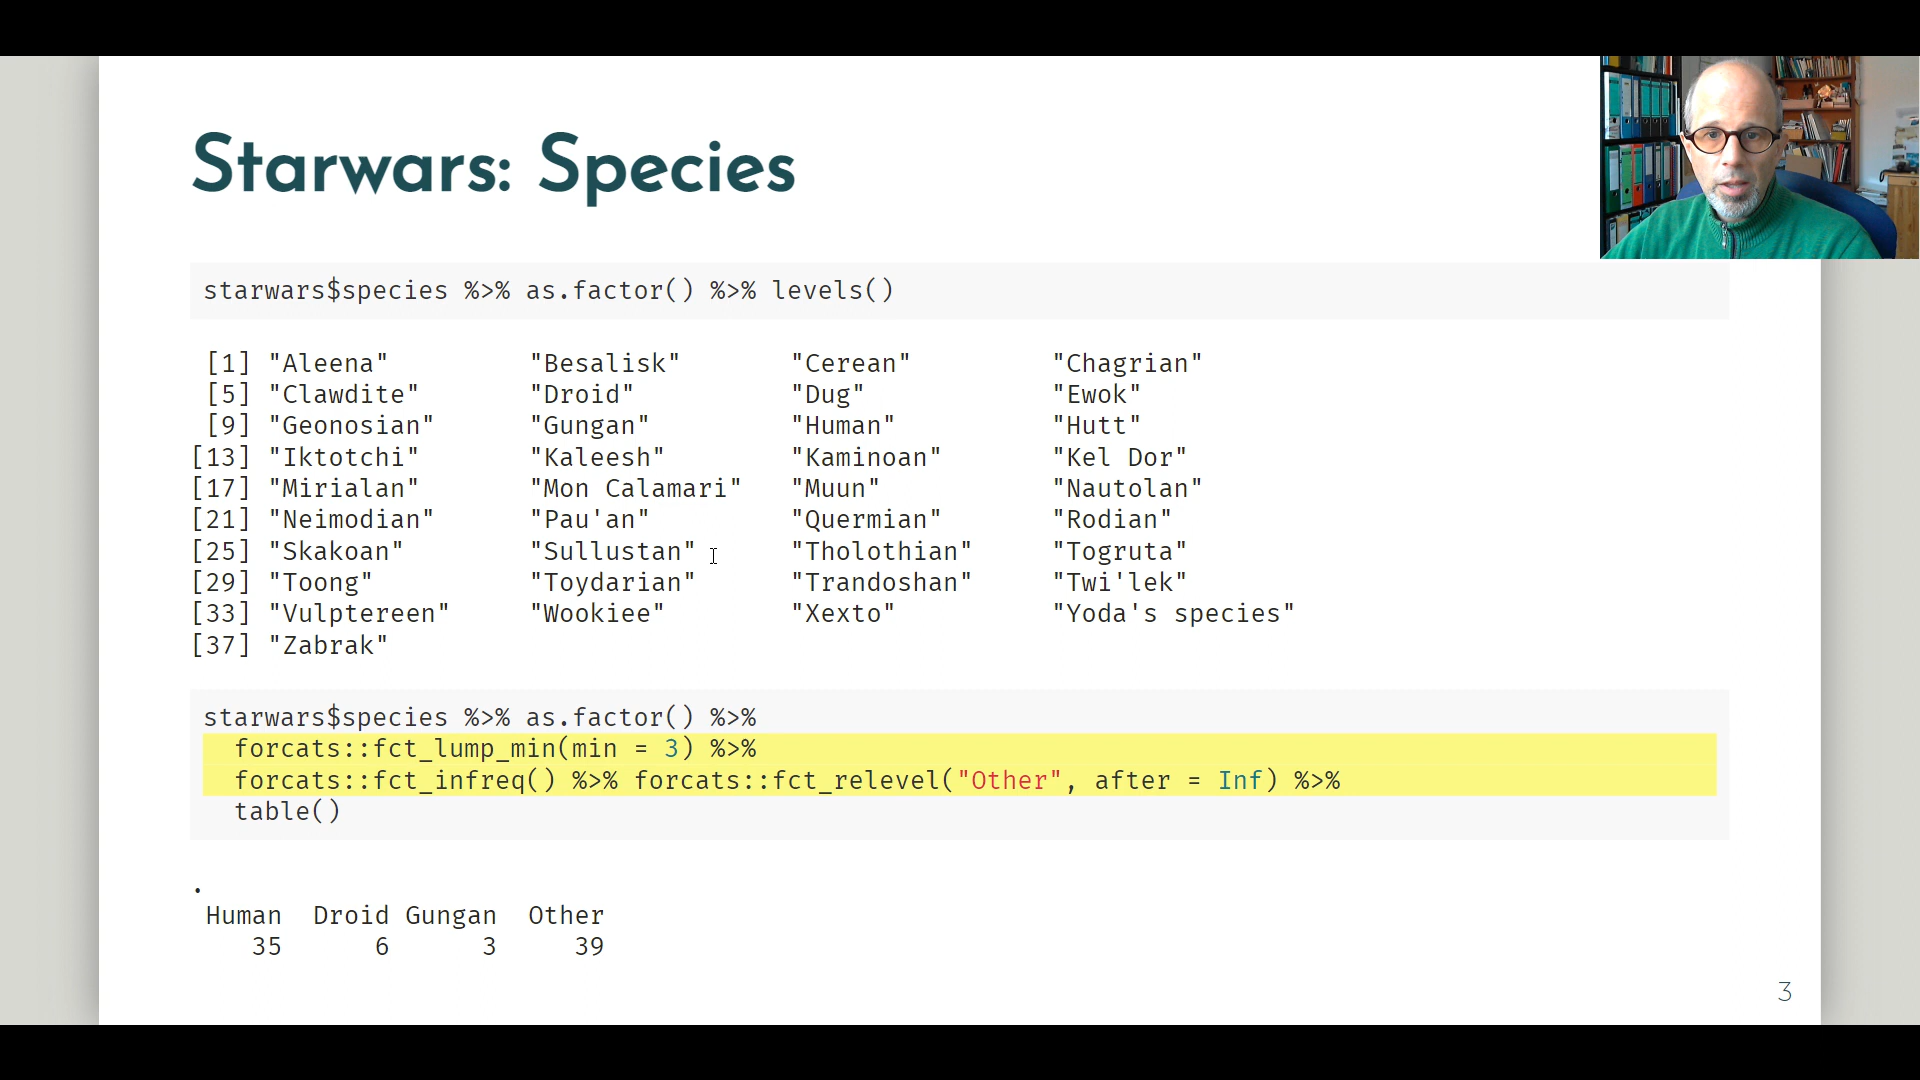 Starwars: Species
starwars$species %>% as.factor() %>% levels()
[1] "Aleena" "Besalisk" "Cerean" "Chagrian"
[5] "Clawdite" "Droid" "Dug" "Ewok"
[9] "Geonosian" "Gungan" "Human" "Hutt"
[13] "Iktotchi" "Kaleesh" "Kaminoan" "Kel Dor"
[17] "Mirialan" "Mon Calamari" "Muun" "Nautolan"
[21] "Neimodian" "Pau'an" "Quermian" "Rodian"
[25] "Skakoan" "Sullustan" "Tholothian" "Togruta"
[29] "Toong" "Toydarian" "Trandoshan" "Twi'lek"
[33] "Vulptereen" "Wookiee" "Xexto" "Yoda's species"
[37] "Zabrak"
starwars$species %>% as.factor() %>%
forcats::fct_lump_min(min = 3) %>%
forcats::fct_infreq() %>% forcats::fct_relevel("Other", after = Inf) %>%
table()
.
Human Droid Gungan Other
35 6 3 39
3